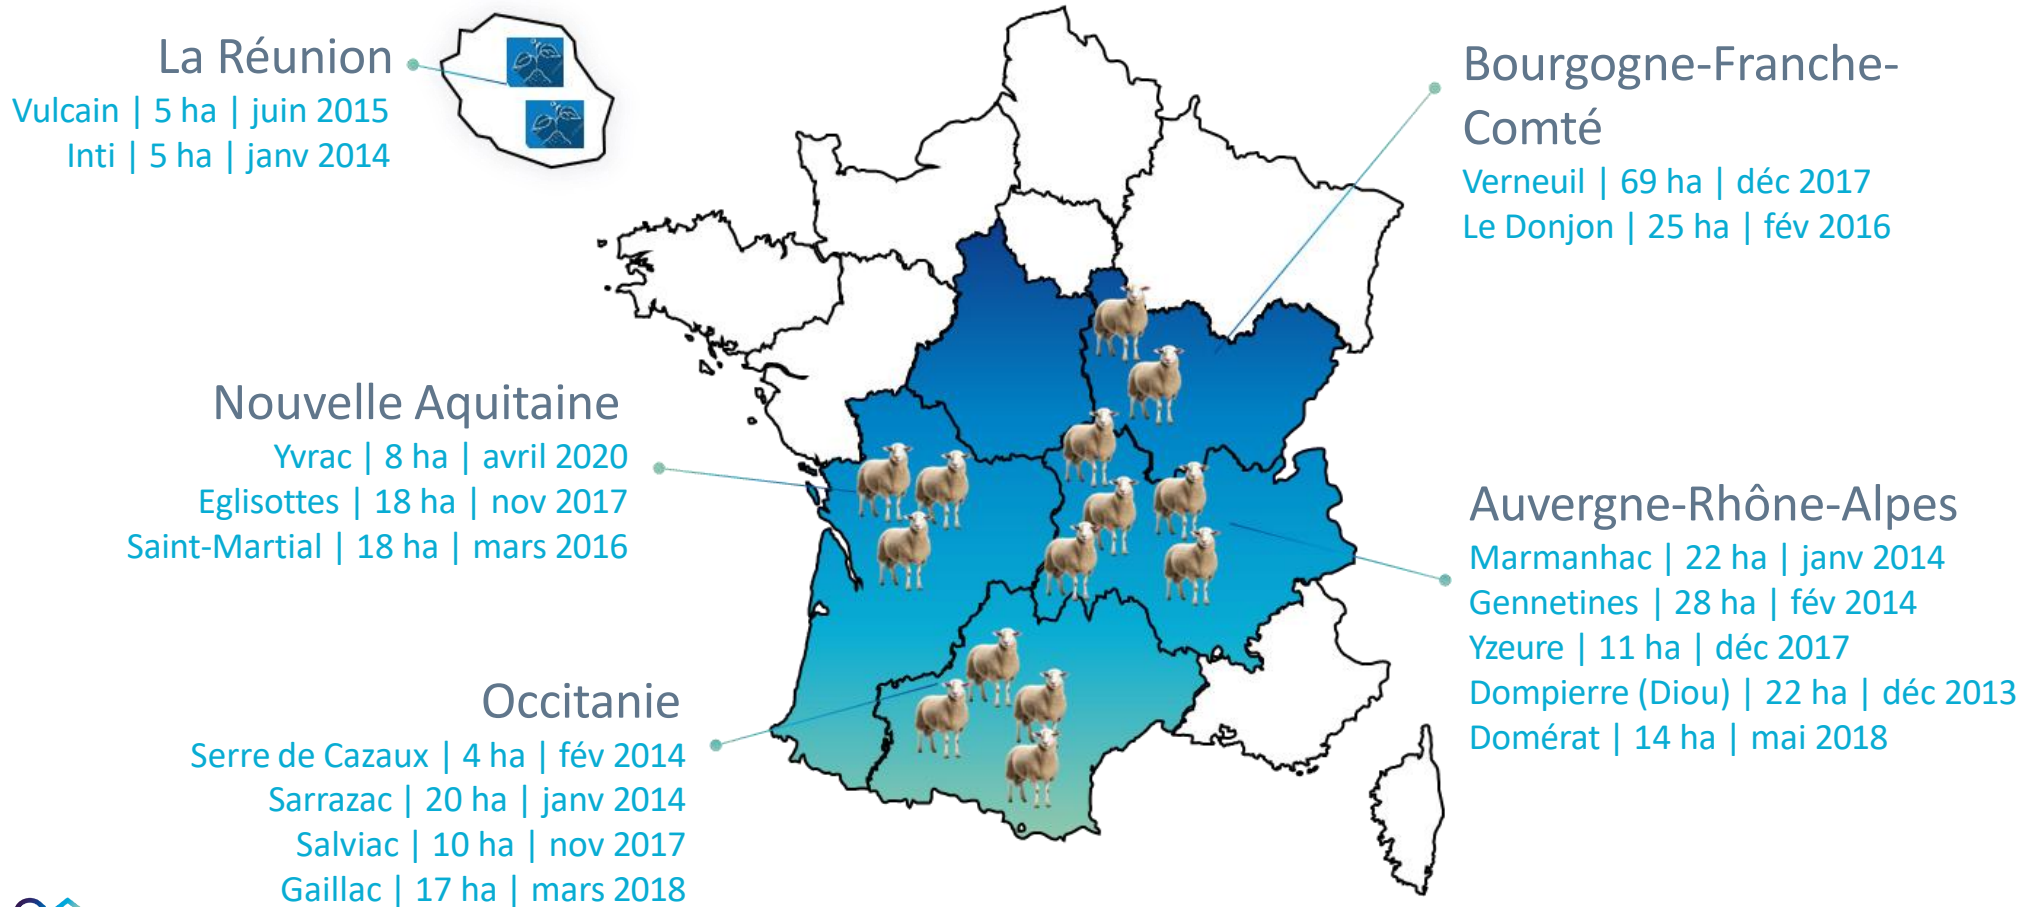 La Réunion
Vulcain | 5 ha | juin 2015
Inti | 5 ha | janv 2014
Bourgogne-Franche-
Comté
Verneuil | 69 ha | déc 2017
Le Donjon | 25 ha | fév 2016
Nouvelle Aquitaine
Yvrac | 8 ha | avril 2020
Eglisottes | 18 ha | nov 2017
Saint-Martial | 18 ha | mars 2016
Auvergne-Rhône-Alpes
Marmanhac | 22 ha | janv 2014
Gennetines | 28 ha | fév 2014
Yzeure | 11 ha | déc 2017
Dompierre (Diou) | 22 ha | déc 2013
Domérat | 14 ha | mai 2018
Occitanie
Serre de Cazaux | 4 ha | fév 2014
Sarrazac | 20 ha | janv 2014
Salviac | 10 ha | nov 2017
Gaillac | 17 ha | mars 2018